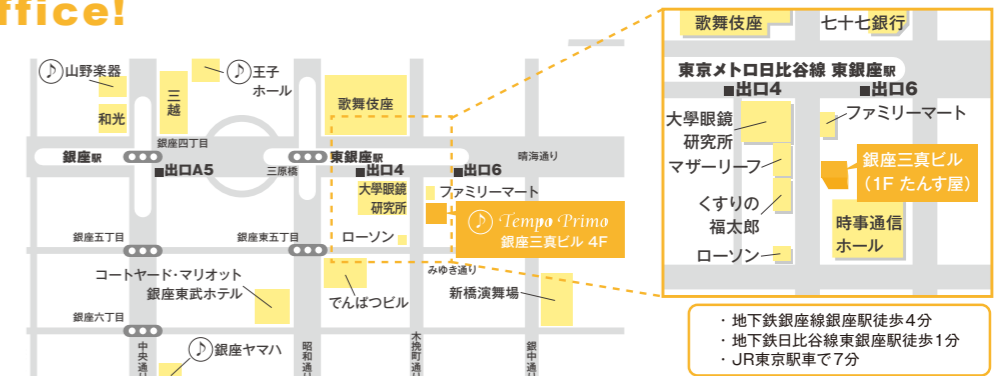 ffice!
山野楽器
王子
ホール
三越
和光
歌舞伎座
銀座四丁目
銀座駅
東銀座駅
晴海通り
■出口A5
三原橋
■出口4
■出口6
大學眼鏡
研究所
ファミリーマート
Tempo Primo
銀座三真ビル 4F
ローソン
銀座五丁目
銀座東五丁目
みゆき通り
コートヤード・マリオット
銀座東武ホテル
でんぱつビル
新橋演舞場
銀座六丁目
銀座ヤマハ
中央通り
昭和通り
木挽町通り
銀中通り
歌舞伎座
七十七銀行
東京メトロ日比谷線 東銀座駅
■出口4
■出口6
大學眼鏡
研究所
ファミリーマート
マザーリーフ
銀座三真ビル
(1F たんす屋)
くすりの
福太郎
時事通信
ホール
ローソン
・地下鉄銀座線銀座駅徒歩4分
・地下鉄日比谷線東銀座駅徒歩1分
・JR東京駅車で7分